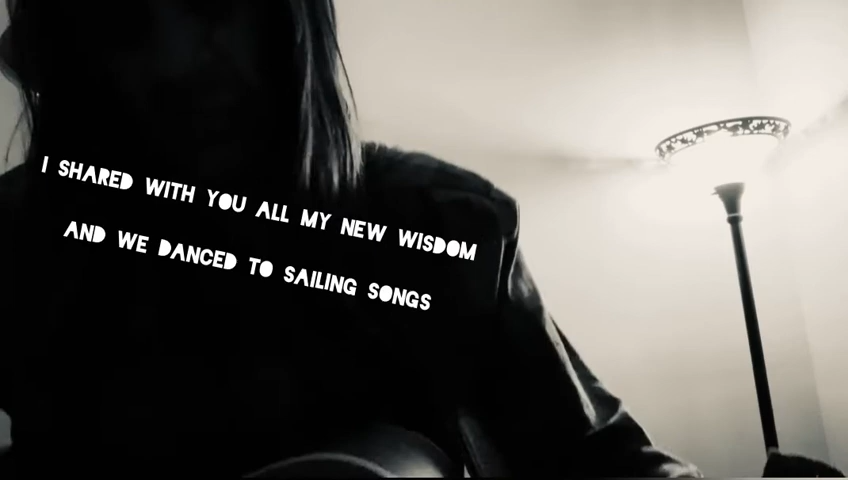 I SHARED WITH YOU ALL MY NEW WISDOM
AND WE DANCED TO SAILING SONGS